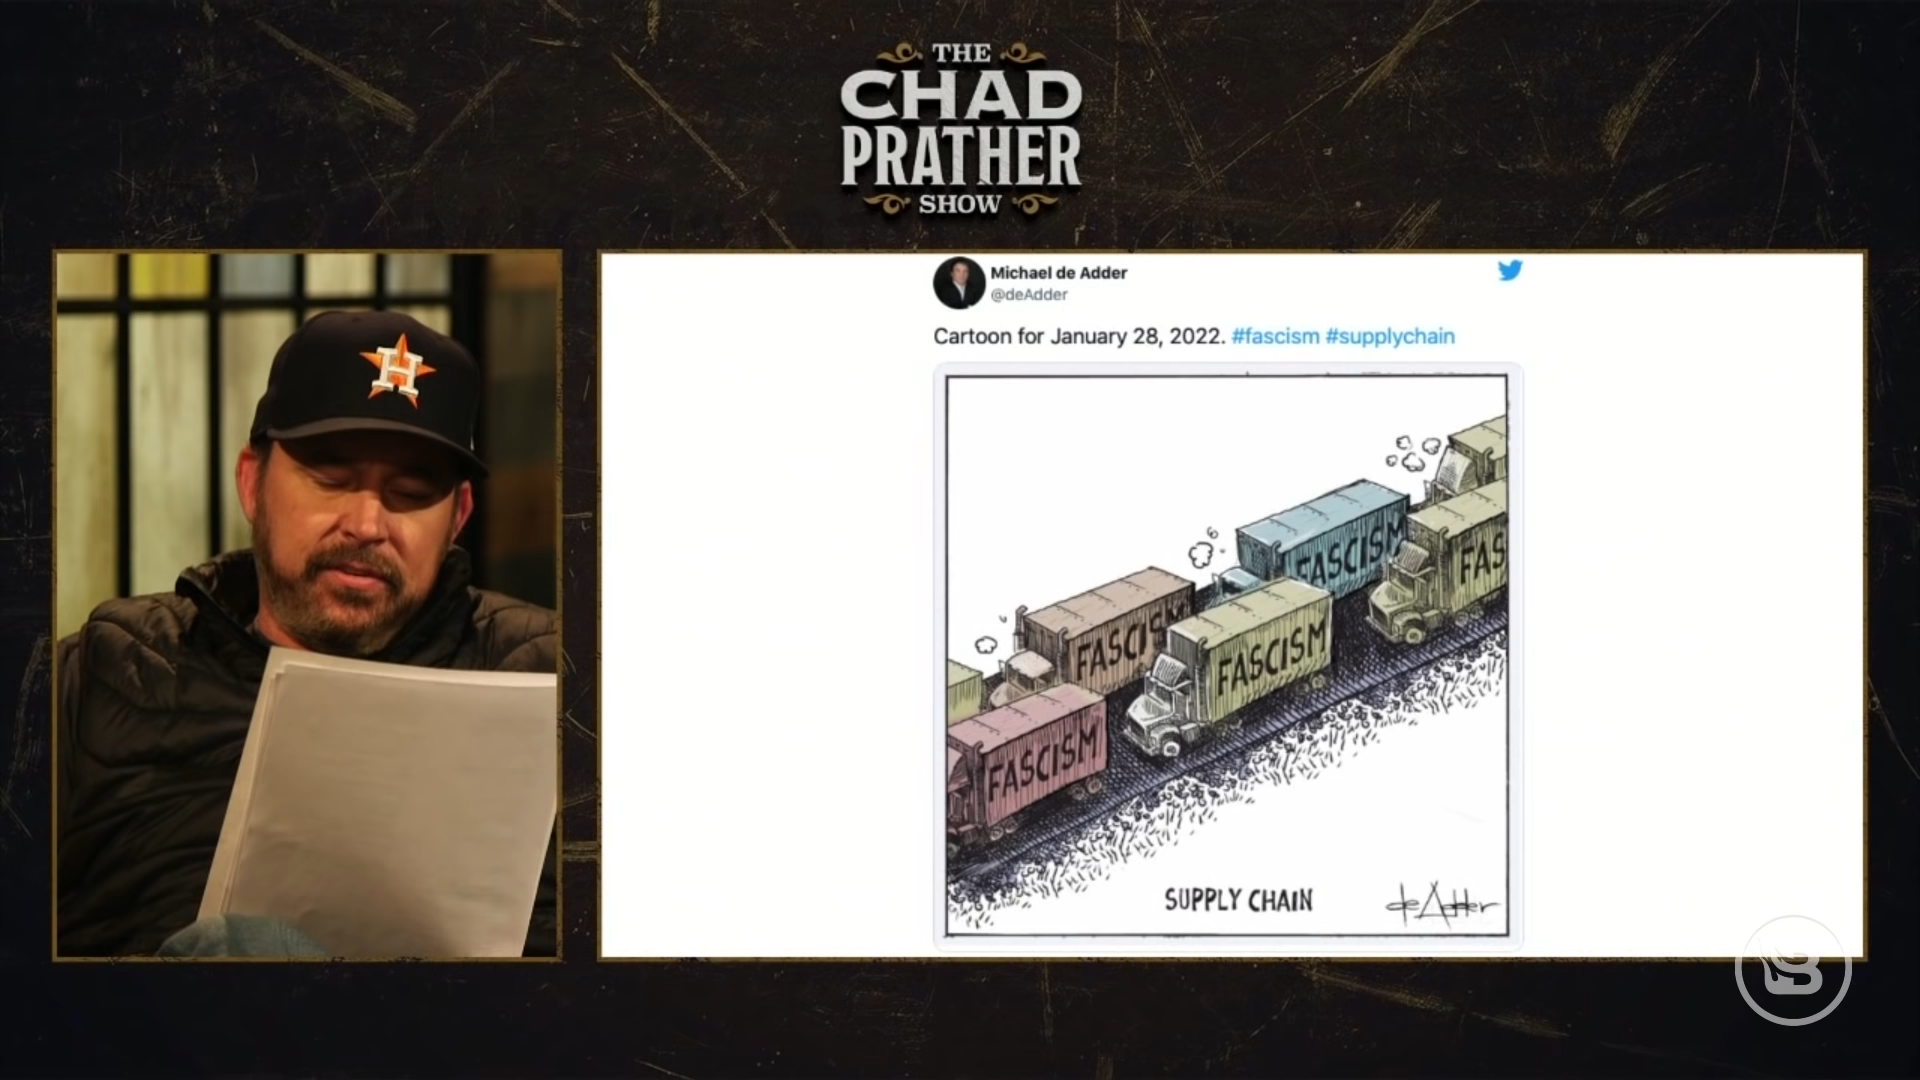 THE
CHAD
PRATHER
SHOW
H
Michael de Adder
@deAdder
Cartoon for January 28, 2022. #fascism #supplychain
FASCISM
FAS
FASCISM
FASCISM
FASCISM
SUPPLY CHAIN
deAdder
B